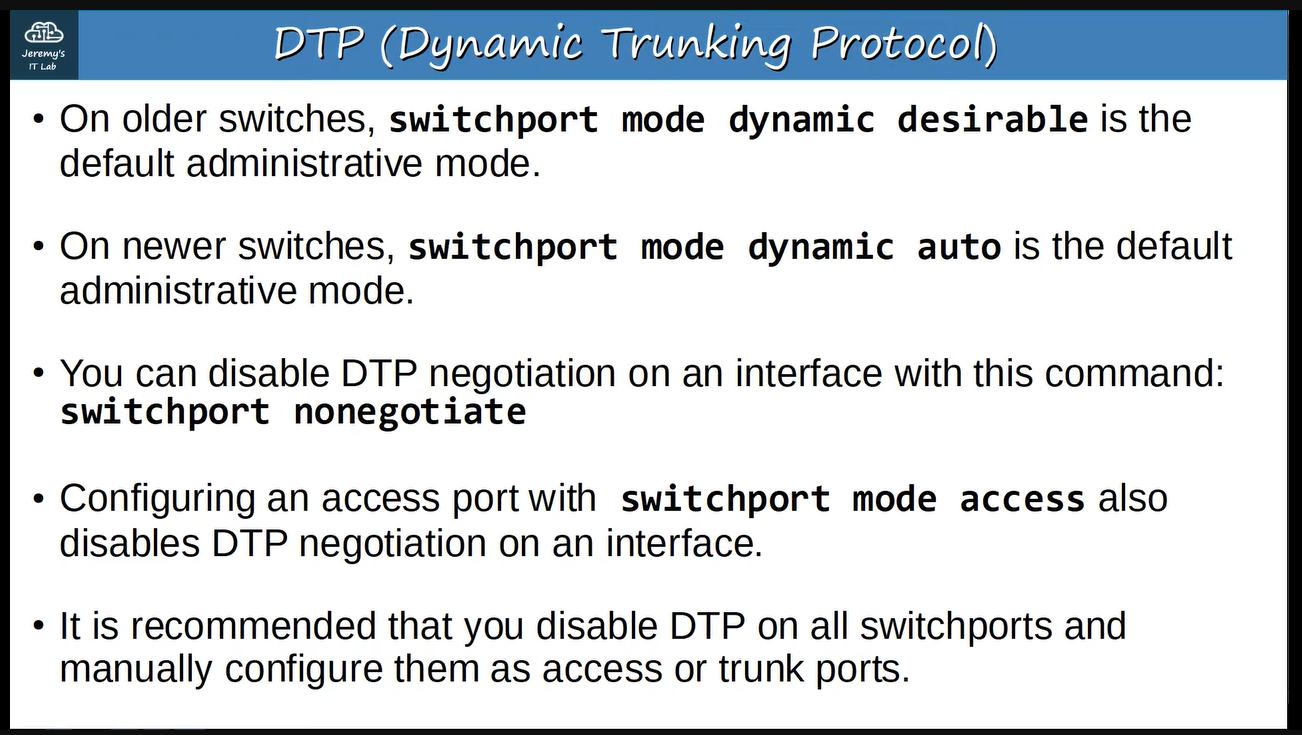 Jeremy's
IT Lab
DTP (Dynamic Trunking Protocol)
• On older switches, switchport mode dynamic desirable is the
default administrative mode.
• On newer switches, switchport mode dynamic auto is the default
administrative mode.
• You can disable DTP negotiation on an interface with this command:
switchport nonegotiate
• Configuring an access port with switchport mode access also
disables DTP negotiation on an interface.
• It is recommended that you disable DTP on all switchports and
manually configure them as access or trunk ports.